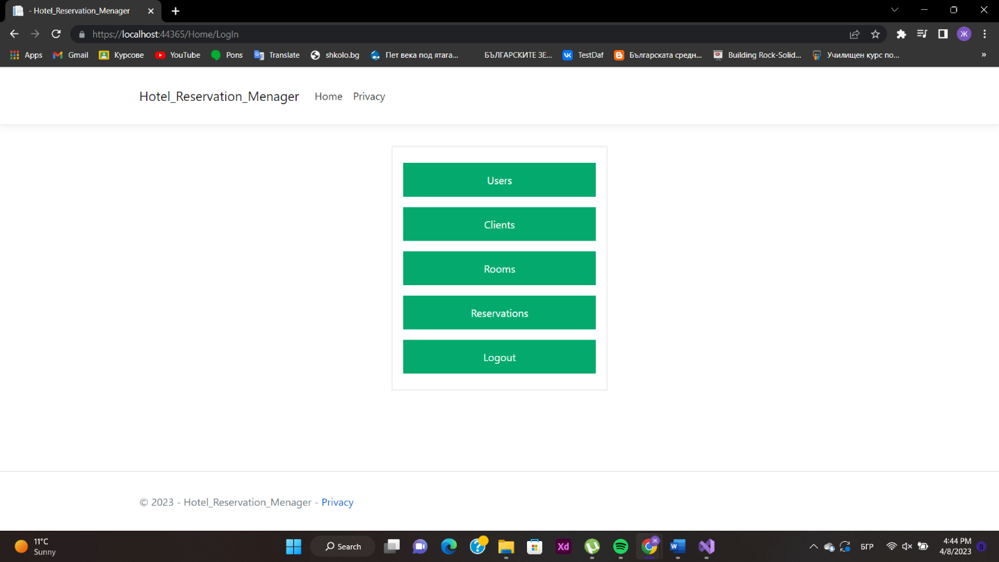 - Hotel_Reservation_Menager
https://localhost:44365/Home/LogIn
Ж
Apps Gmail Курсове YouTube Pons Translate shkolo.bg Пет века под ятага... БЪЛГАРСКИТЕ ЗЕ... TestDaf Българската средн... Building Rock-Solid... Училищен курс по... »
Hotel_Reservation_Menager Home Privacy
Users
Clients
Rooms
Reservations
Logout
© 2023 - Hotel_Reservation_Menager - Privacy
11°C
Sunny
Search
Xd
БГР
4:44 PM
4/8/2023
8